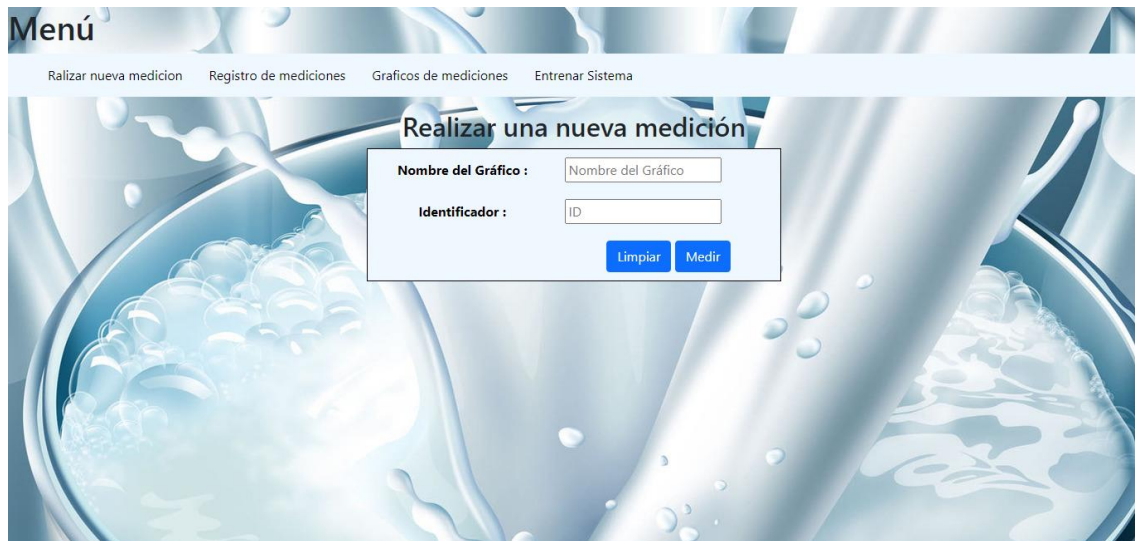 Menú
Ralizar nueva medicion Registro de mediciones Graficos de mediciones Entrenar Sistema
Realizar una nueva medición
Nombre del Gráfico : Nombre del Gráfico
Identificador : ID
Limpiar Medir